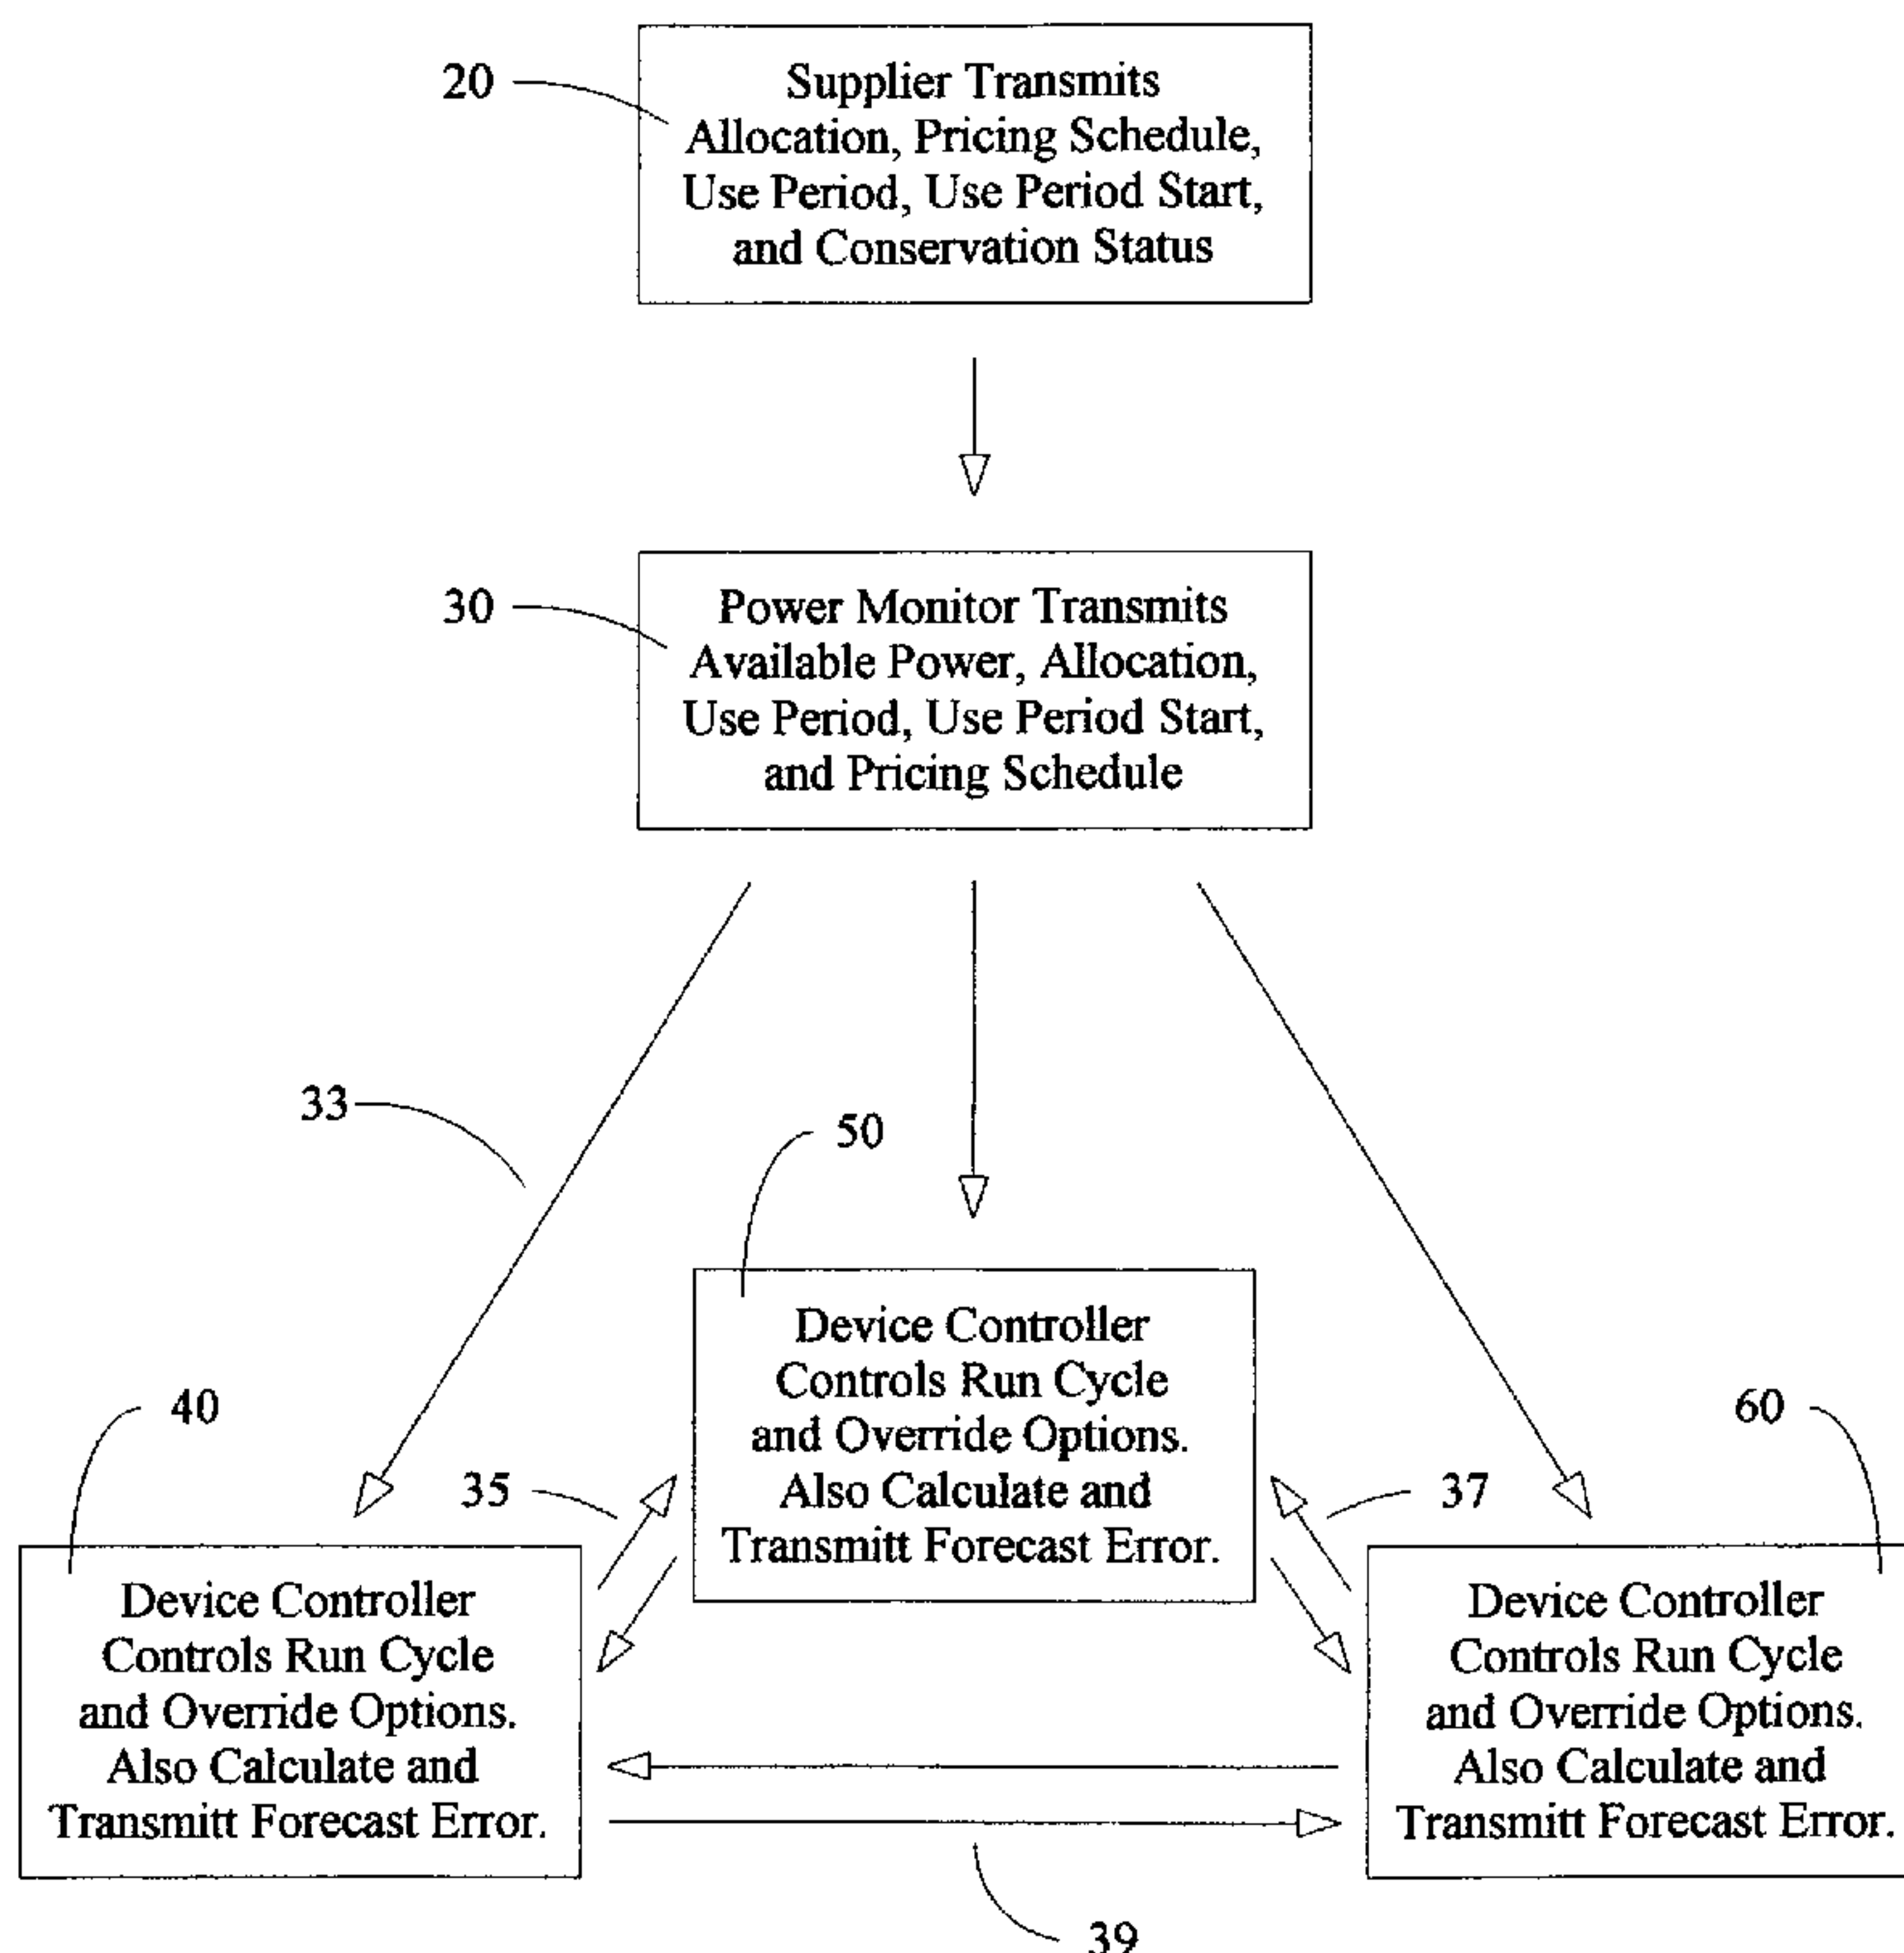 20
Supplier Transmits
Allocation, Pricing Schedule,
Use Period, Use Period Start,
and Conservation Status
30
Power Monitor Transmits
Available Power, Allocation,
Use Period, Use Period Start,
and Pricing Schedule
33
50
Device Controller
Controls Run Cycle
and Override Options.
Also Calculate and
Transmitt Forecast Error.
40
35
37
60
Device Controller
Controls Run Cycle
and Override Options.
Also Calculate and
Transmitt Forecast Error.
Device Controller
Controls Run Cycle
and Override Options.
Also Calculate and
Transmitt Forecast Error.
39